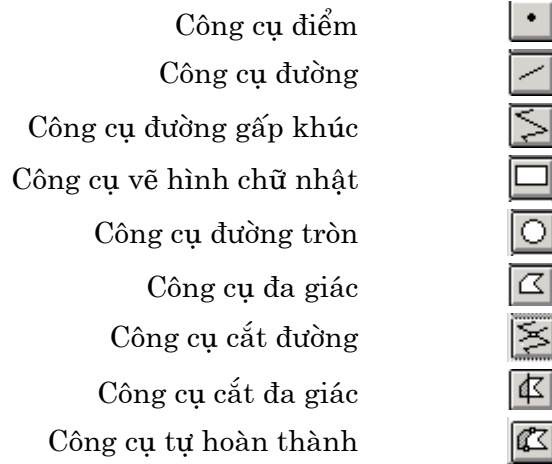 Công cụ điểm
Công cụ đường
Công cụ đường gấp khúc
Công cụ vẽ hình chữ nhật
Công cụ đường tròn
Công cụ đa giác
Công cụ cắt đường
Công cụ cắt đa giác
Công cụ tự hoàn thành